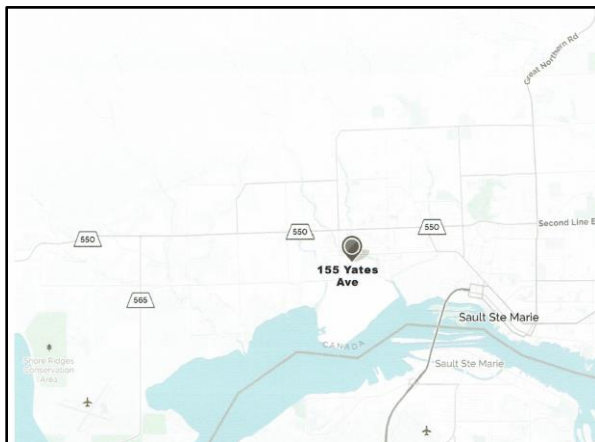 Great Northern Rd
550
550
550
Second Line E
155 Yates
Ave
565
Sault Ste Marie
CANADA
Sault Ste Marie
Shore Ridges
Conservation
Area